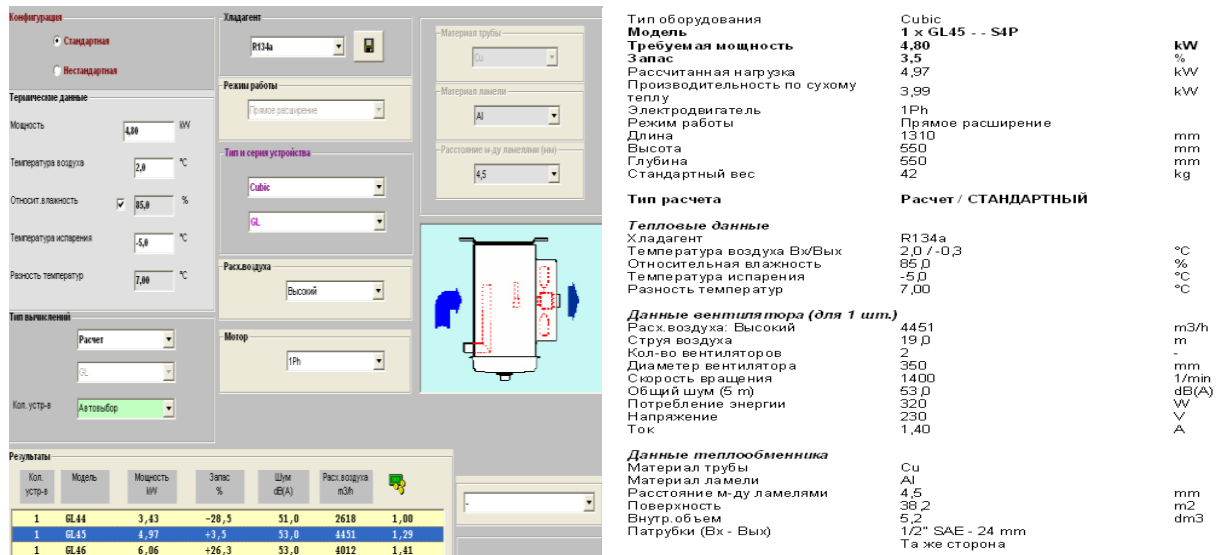 Конфигурация
Стандартная
Нестандартная
Термические данные
Мощность 4,80 kW
Температура воздуха 2,0 °C
Относит.влажность 85,0 %
Температура испарения -5,0 °C
Разность температур 7,00 °C
Тип вычислений
Расчет
GL
Кол. устр-в Автовыбор
Хладагент
R134a
Режим работы
Прямое расширение
Тип и серия устройства
Cubic
GL
Расх.воздуха
Высокий
Мотор
1Ph
Материал трубы
Cu
Материал ламели
Al
Расстояние м-ду ламелями (мм)
4,5
Результаты
Кол. устр-в Модель Мощность kW Запас % Шум dB(A) Расх.воздуха m3/h
1 GL44 3,43 -28,5 51,0 2618 1,00
1 GL45 4,97 +3,5 53,0 4451 1,29
1 GL46 6,06 +26,3 53,0 4012 1,41
-
Тип оборудования Cubic
Модель 1 x GL45 - - S4P
Требуемая мощность 4,80 kW
Запас 3,5 %
Рассчитанная нагрузка 4,97 kW
Производительность по сухому
теплу 3,99 kW
Электродвигатель 1Ph
Режим работы Прямое расширение
Длина 1310 mm
Высота 550 mm
Глубина 550 mm
Стандартный вес 42 kg
Тип расчета Расчет / СТАНДАРТНЫЙ
Тепловые данные
Хладагент R134a
Температура воздуха Вх/Вых 2,0 / -0,3 °C
Относительная влажность 85,0 %
Температура испарения -5,0 °C
Разность температур 7,00 °C
Данные вентилятора (для 1 шт.)
Расх.воздуха: Высокий 4451 m3/h
Струя воздуха 19,0 m
Кол-во вентиляторов 2 -
Диаметер вентилятора 350 mm
Скорость вращения 1400 1/min
Общий шум (5 m) 53,0 dB(A)
Потребление энергии 320 W
Напряжение 230 V
Ток 1,40 A
Данные теплообменника
Материал трубы Cu
Материал ламели Al
Расстояние м-ду ламелями 4,5 mm
Поверхность 38,2 m2
Внутр.объем 5,2 dm3
Патрубки (Вх - Вых) 1/2" SAE - 24 mm
Та же сторона